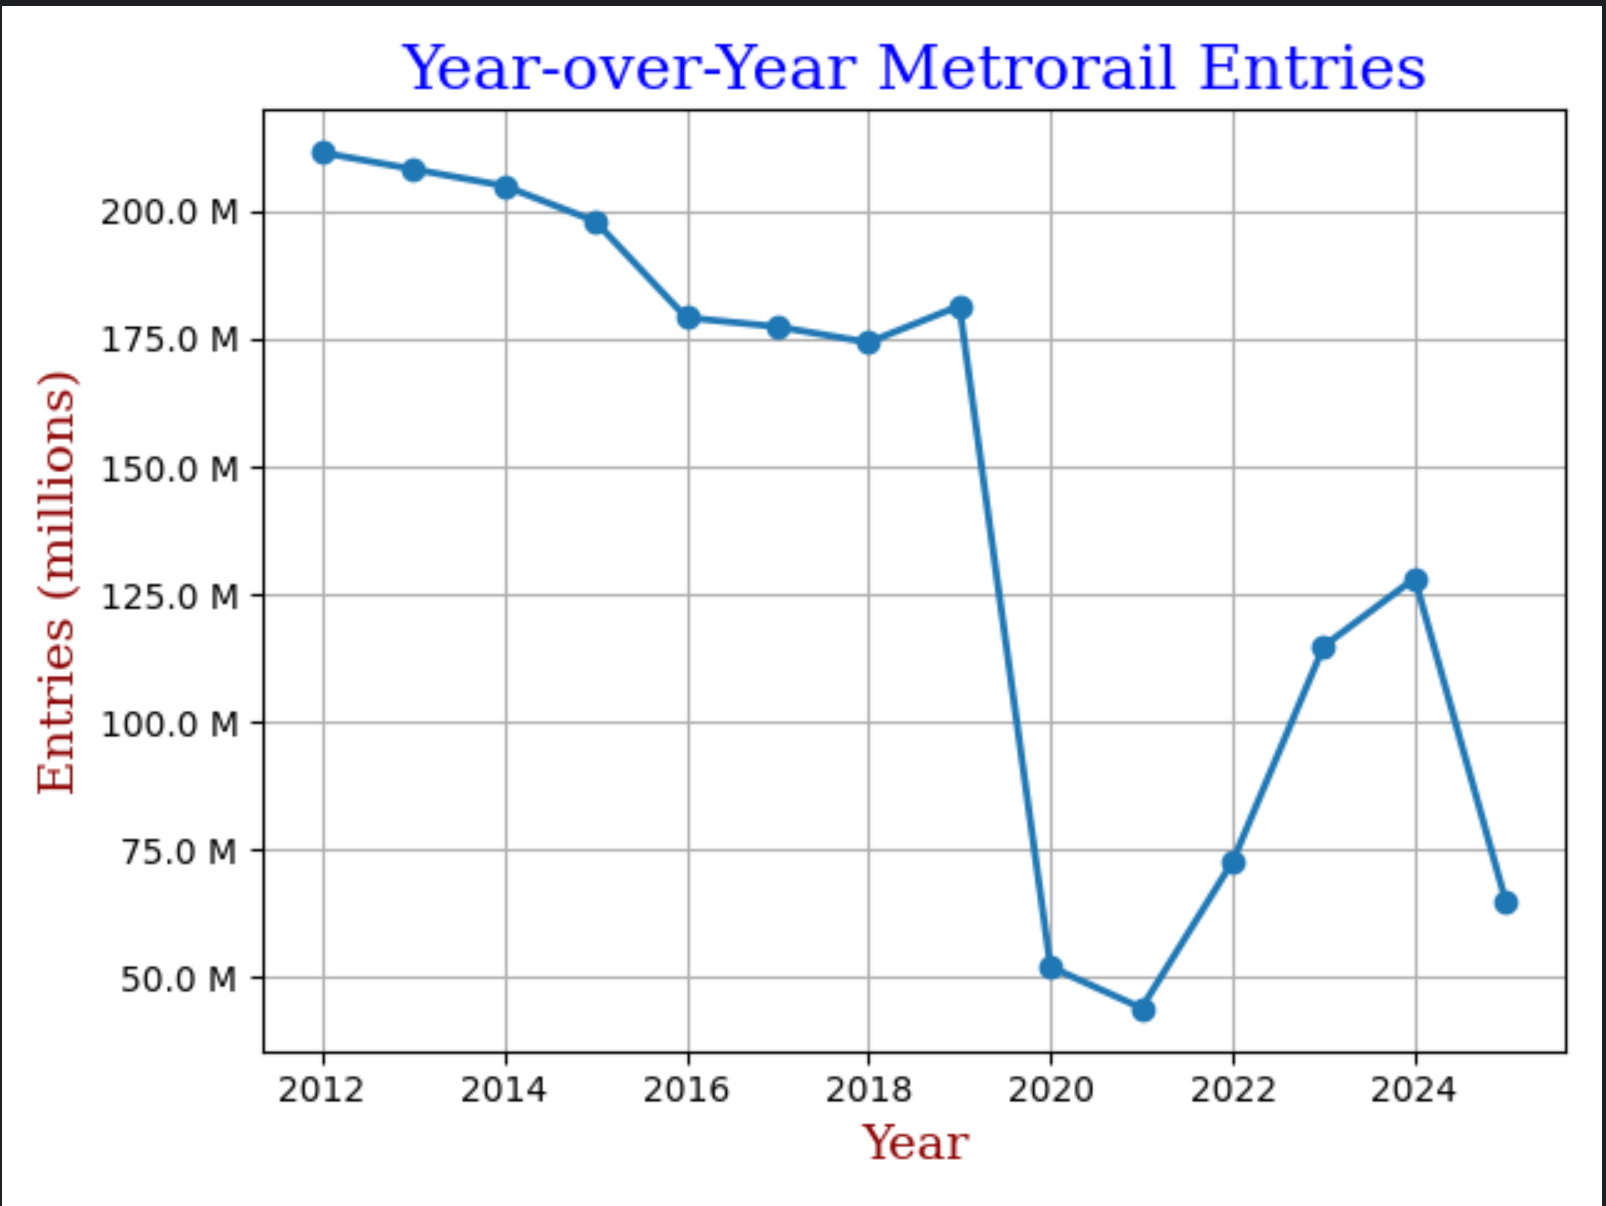 Year-over-Year Metrorail Entries
Entries (millions)
200.0 M
175.0 M
150.0 M
125.0 M
100.0 M
75.0 M
50.0 M
2012 2014 2016 2018 2020 2022 2024
Year